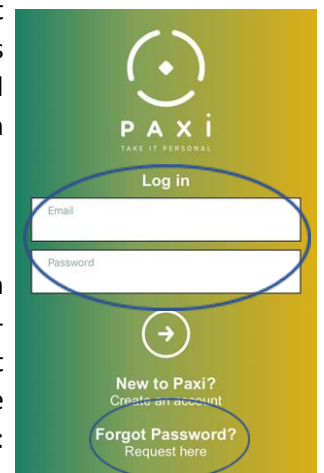 PAXi
TAKE IT PERSONAL
Log in
Email
Password
New to Paxi?
Create an account
Forgot Password?
Request here